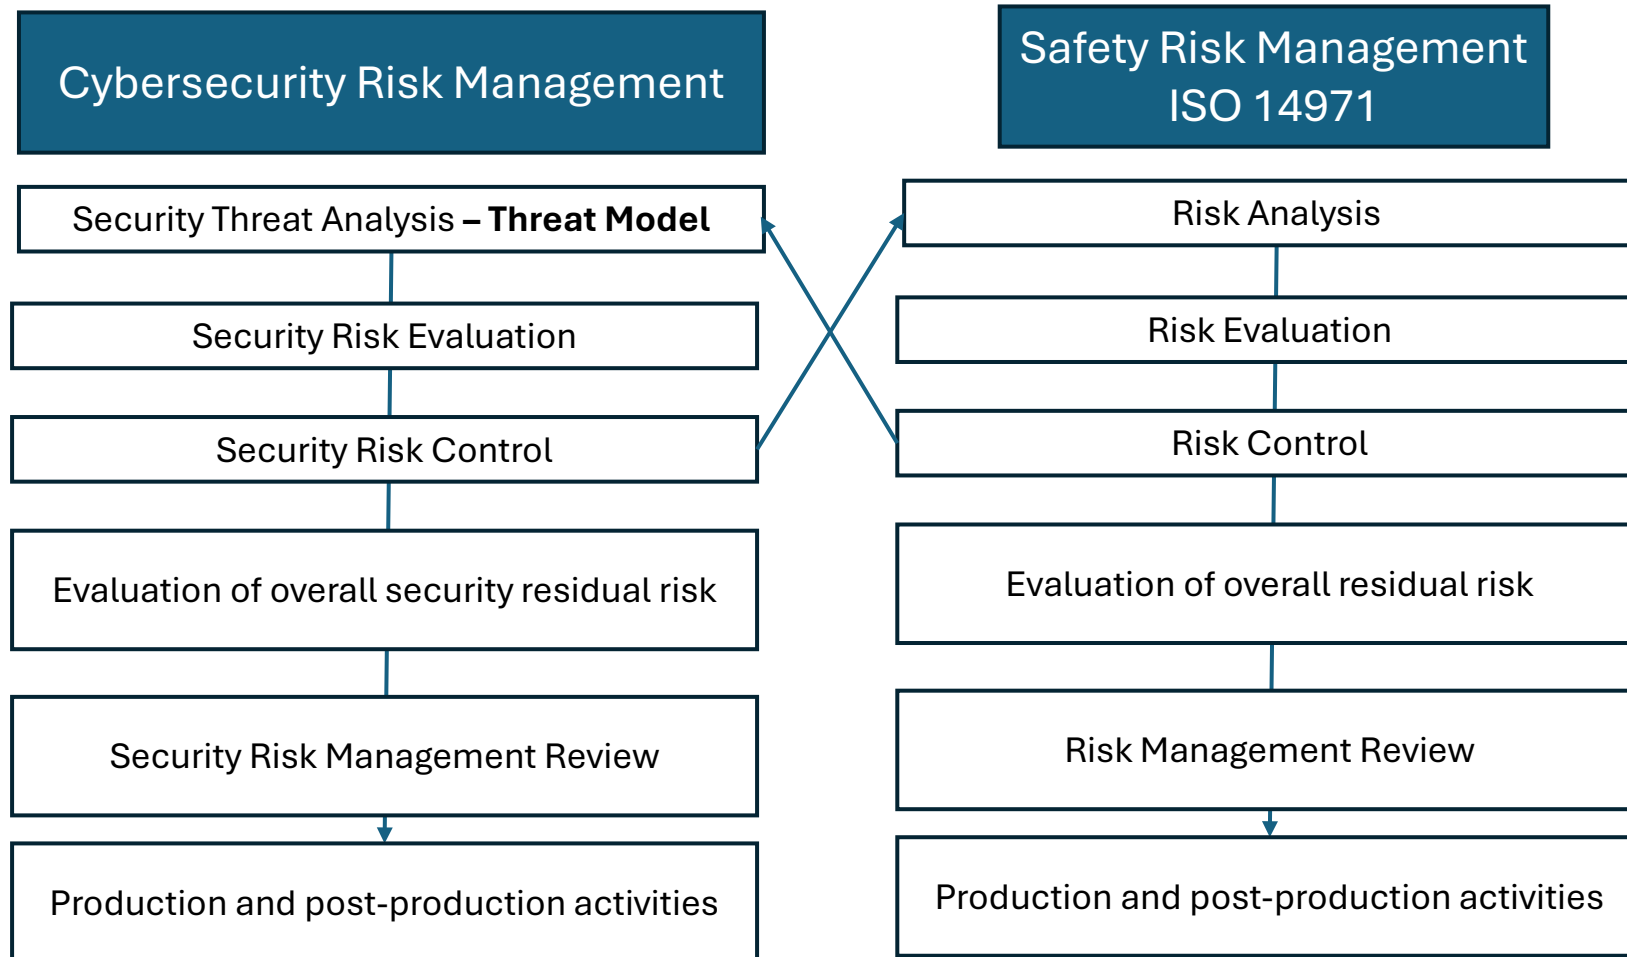 Cybersecurity Risk Management
Security Threat Analysis – Threat Model
Security Risk Evaluation
Security Risk Control
Evaluation of overall security residual risk
Security Risk Management Review
Production and post-production activities
Safety Risk Management
ISO 14971
Risk Analysis
Risk Evaluation
Risk Control
Evaluation of overall residual risk
Risk Management Review
Production and post-production activities